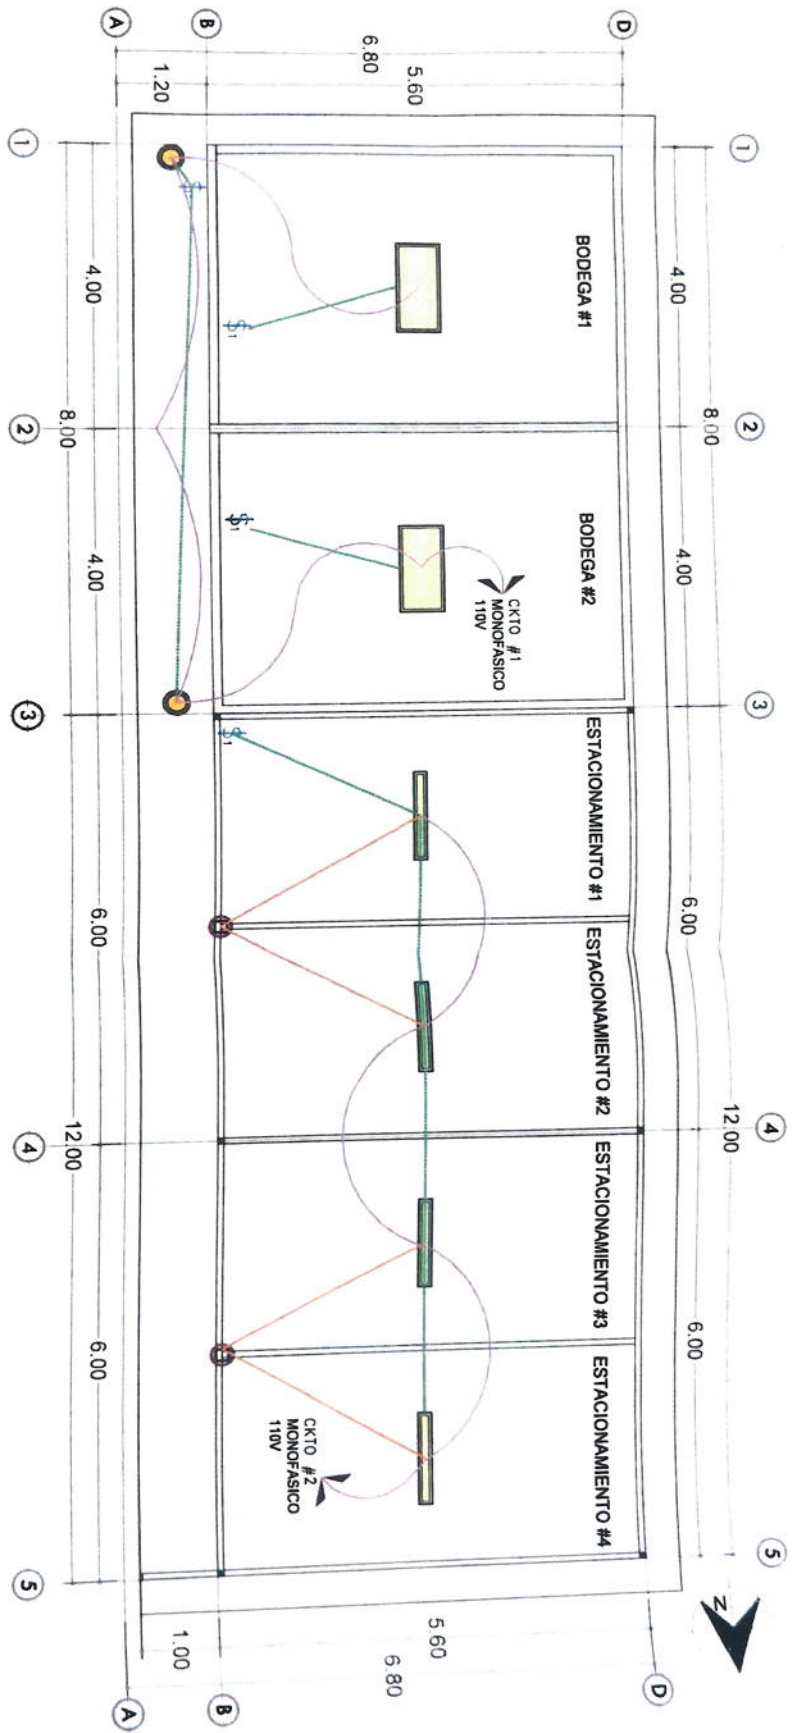 A
B
D
1.20
6.80
5.60
1
1
4.00
8.00
BODEGA #1
4.00
8.00
$1
$
2
2
4.00
BODEGA #2
4.00
$1
CKTO #1
MONOFASICO
110V
3
3
$1
ESTACIONAMIENTO #1
6.00
6.00
ESTACIONAMIENTO #2
4
4
12.00
12.00
ESTACIONAMIENTO #3
6.00
6.00
ESTACIONAMIENTO #4
CKTO #2
MONOFASICO
110V
5
5
N
1.00
5.60
6.80
A
B
D